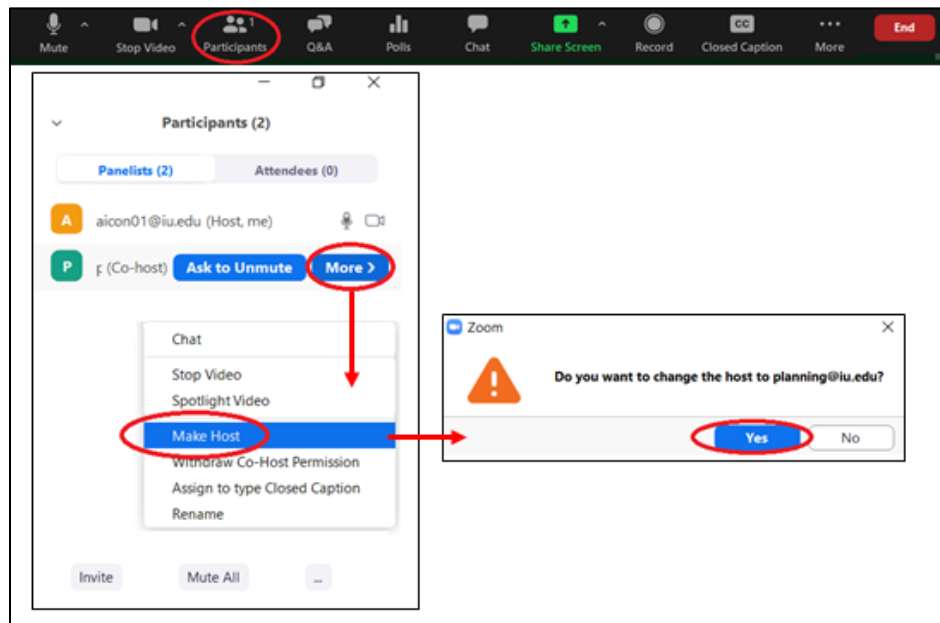 1
Mute Stop Video Participants Q&A Polls Chat Share Screen Record Closed Caption More End
CC
Participants (2)
Panelists (2) Attendees (0)
A aicon01@iu.edu (Host, me)
P (Co-host) Ask to Unmute More >
Chat
Stop Video
Spotlight Video
Make Host
Withdraw Co-Host Permission
Assign to type Closed Caption
Rename
Invite Mute All ...
Zoom
Do you want to change the host to planning@iu.edu?
Yes No